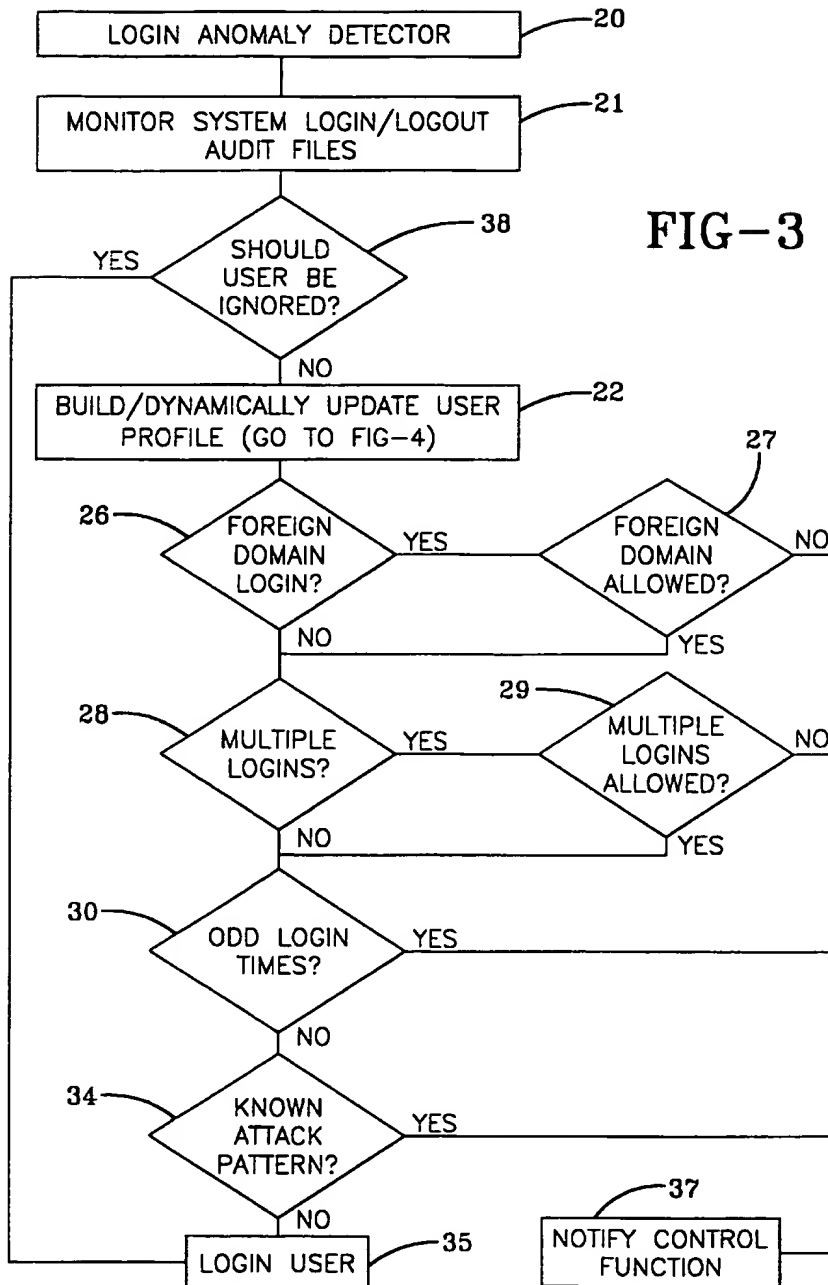 LOGIN ANOMALY DETECTOR
20
MONITOR SYSTEM LOGIN/LOGOUT
AUDIT FILES
21
FIG-3
SHOULD
USER BE
IGNORED?
38
YES
NO
BUILD/DYNAMICALLY UPDATE USER
PROFILE (GO TO FIG-4)
22
26
FOREIGN
DOMAIN
LOGIN?
YES
NO
27
FOREIGN
DOMAIN
ALLOWED?
NO
YES
28
MULTIPLE
LOGINS?
YES
NO
29
MULTIPLE
LOGINS
ALLOWED?
NO
YES
30
ODD LOGIN
TIMES?
YES
NO
34
KNOWN
ATTACK
PATTERN?
YES
NO
LOGIN USER
35
37
NOTIFY CONTROL
FUNCTION